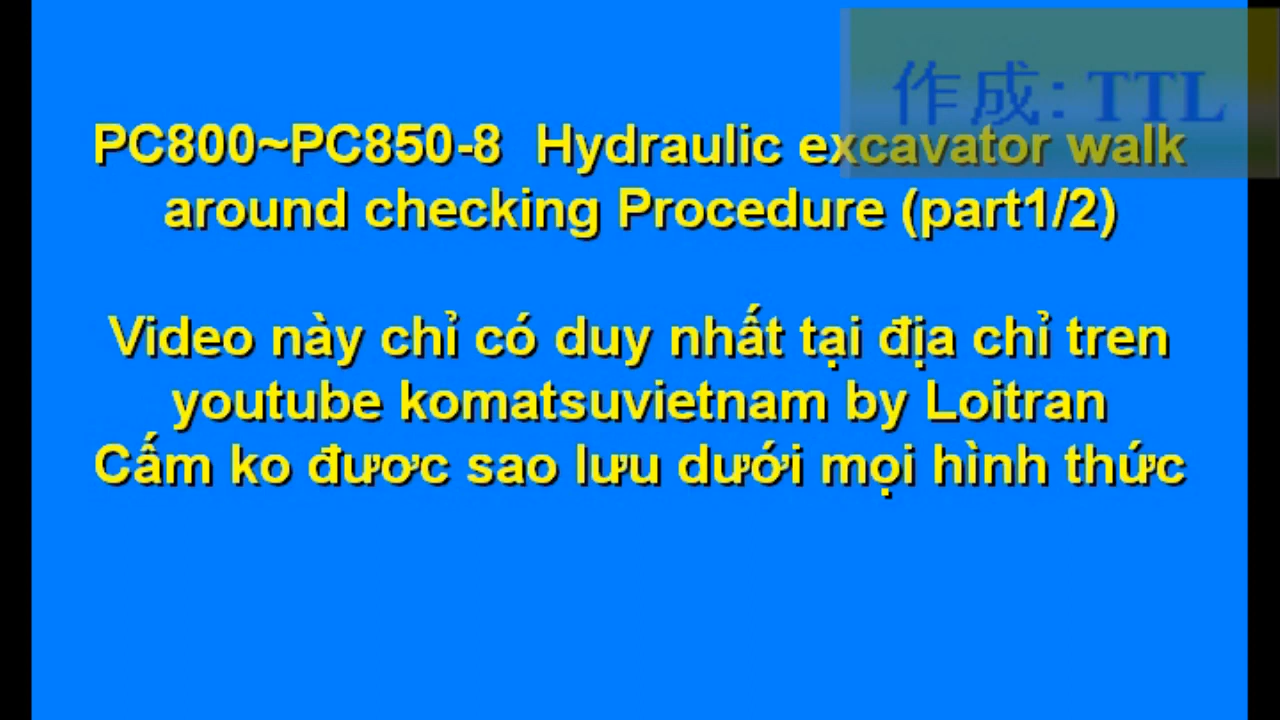 作成: TTL
PC800~PC850-8 Hydraulic excavator walk
around checking Procedure (part1/2)
Video này chỉ có duy nhất tại địa chỉ tren
youtube komatsuvietnam by Loitran
Cấm ko đươc sao lưu dưới mọi hình thức